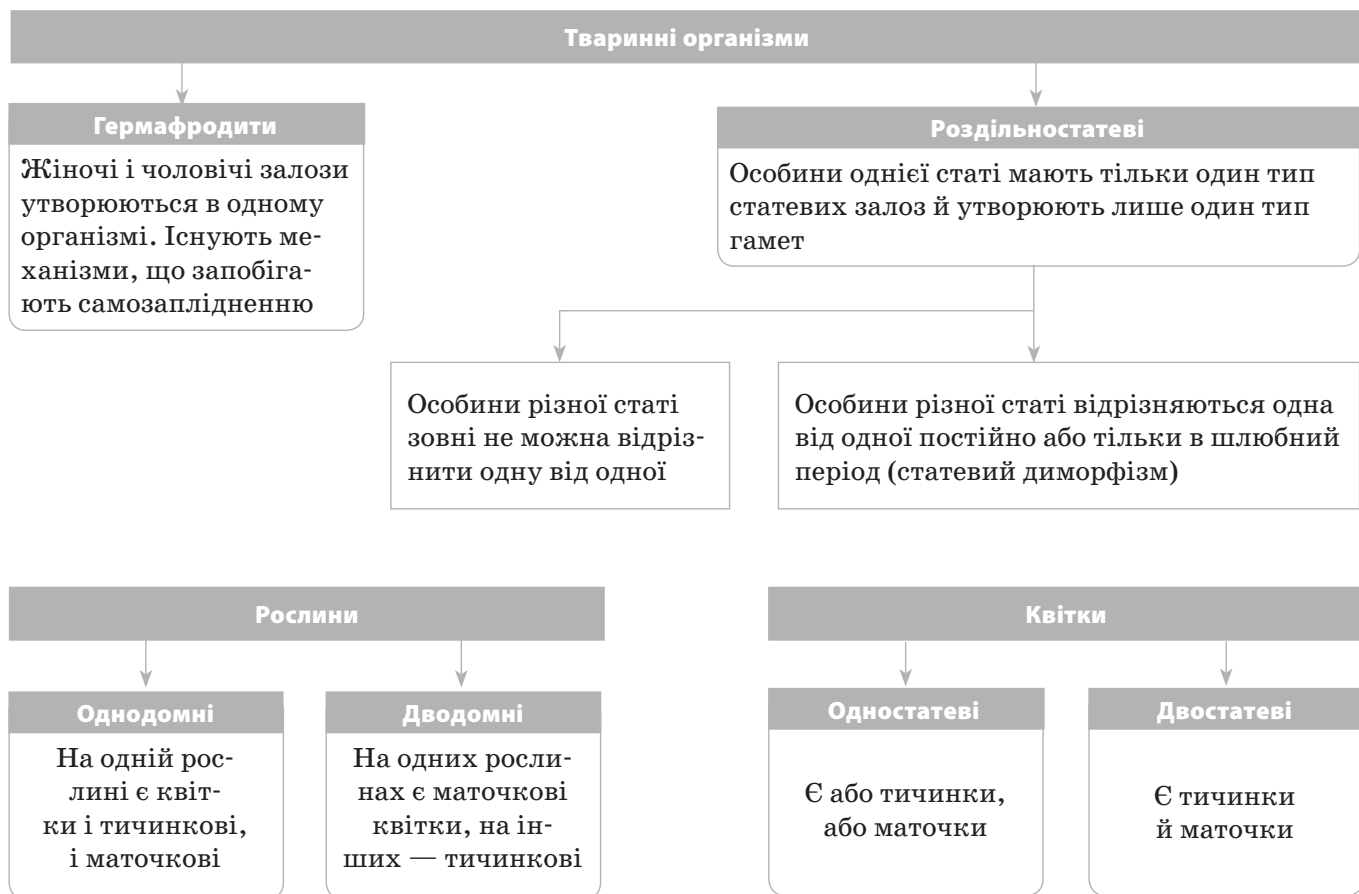 Тваринні організми
Гермафродити
Жіночі і чоловічі залози
утворюються в одному
організмі. Існують ме-
ханізми, що запобіга-
ють самозаплідненню
Роздільностатеві
Особини однієї статі мають тільки один тип
статевих залоз й утворюють лише один тип
гамет
Особини різної статі
зовні не можна відріз-
нити одну від одної
Особини різної статі відрізняються одна
від одної постійно або тільки в шлюбний
період (статевий диморфізм)
Рослини
Однодомні
На одній рос-
лині є квіт-
ки і тичинкові,
і маточкові
Дводомні
На одних росли-
нах є маточкові
квітки, на ін-
ших — тичинкові
Квітки
Одностатеві
Є або тичинки,
або маточки
Двостатеві
Є тичинки
й маточки